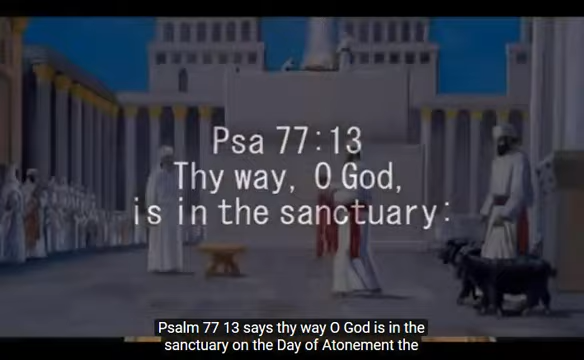 Psa 77:13
Thy way, O God,
is in the sanctuary:
Psalm 77 13 says thy way O God is in the
sanctuary on the Day of Atonement the